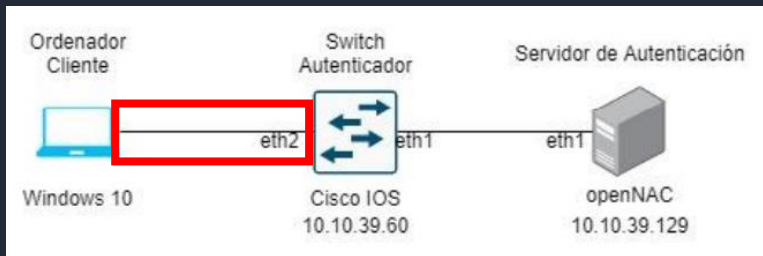 Ordenador
Cliente
Switch
Autenticador
Servidor de Autenticación
eth2
eth1
eth1
Windows 10
Cisco IOS
10.10.39.60
openNAC
10.10.39.129